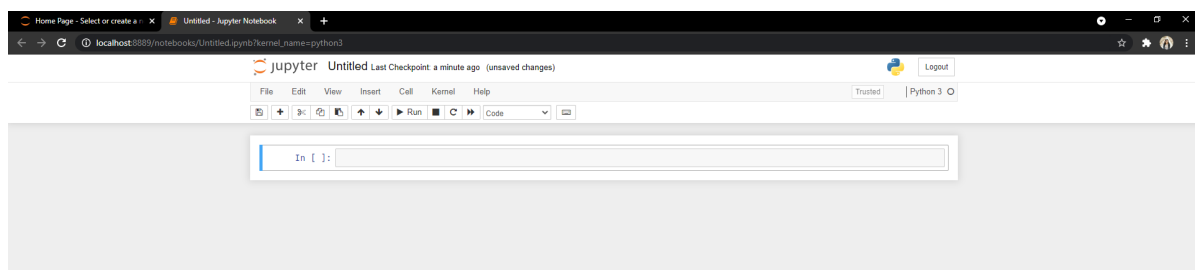 Home Page - Select or create a n
Untitled - Jupyter Notebook
localhost:8889/notebooks/Untitled.ipynb?kernel_name=python3
jupyter Untitled Last Checkpoint: a minute ago (unsaved changes)
Logout
File Edit View Insert Cell Kernel Help
Trusted
Python 3
Run
Code
In [ ]: